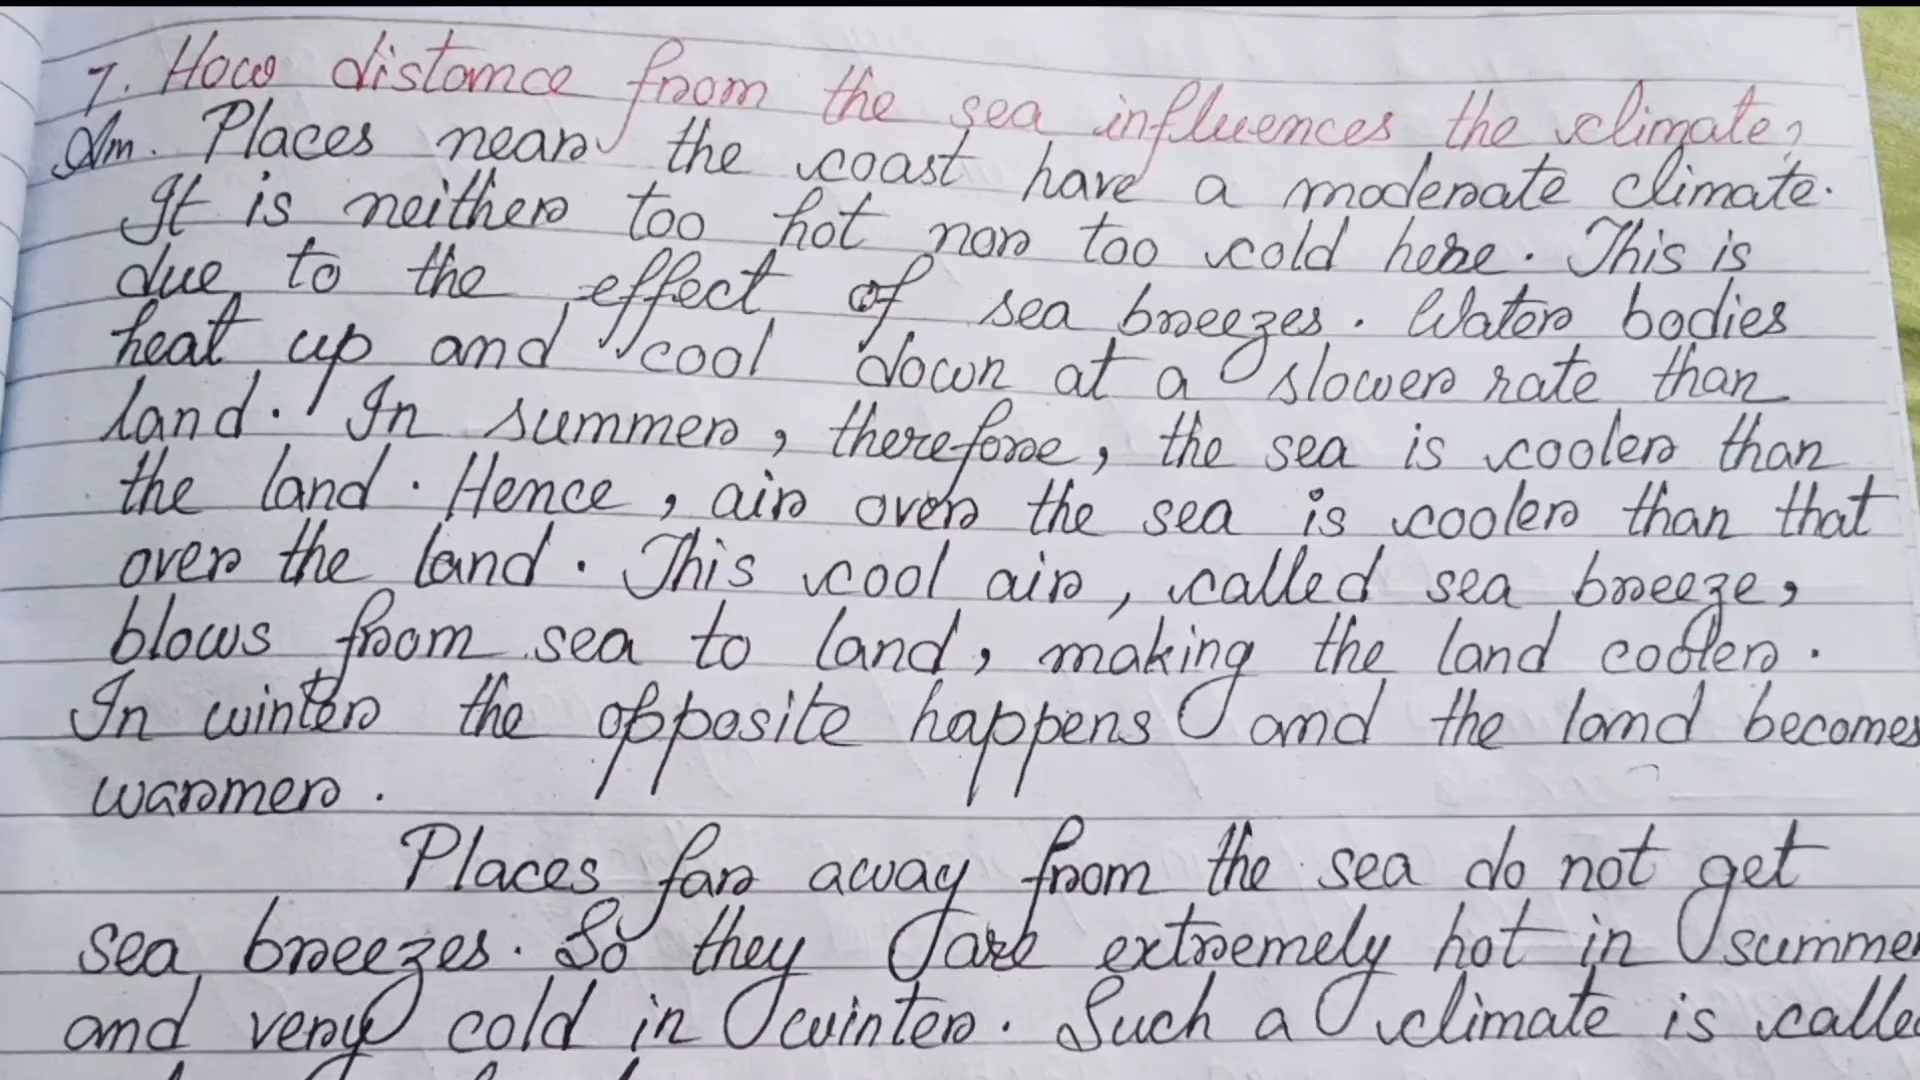 7. How distance from the sea influences the climate?
Ans. Places near the coast have a moderate climate.
It is neither too hot nor too cold here. This is
due to the effect of sea breezes. Water bodies
heat up and cool down at a slower rate than
land. In summer, therefore, the sea is cooler than
the land. Hence, air over the sea is cooler than that
over the land. This cool air, called sea breeze,
blows from sea to land, making the land cooler.
In winter the opposite happens and the land becomes
warmer.
Places far away from the sea do not get
sea breezes. So they are extremely hot in summer
and very cold in winter. Such a climate is called